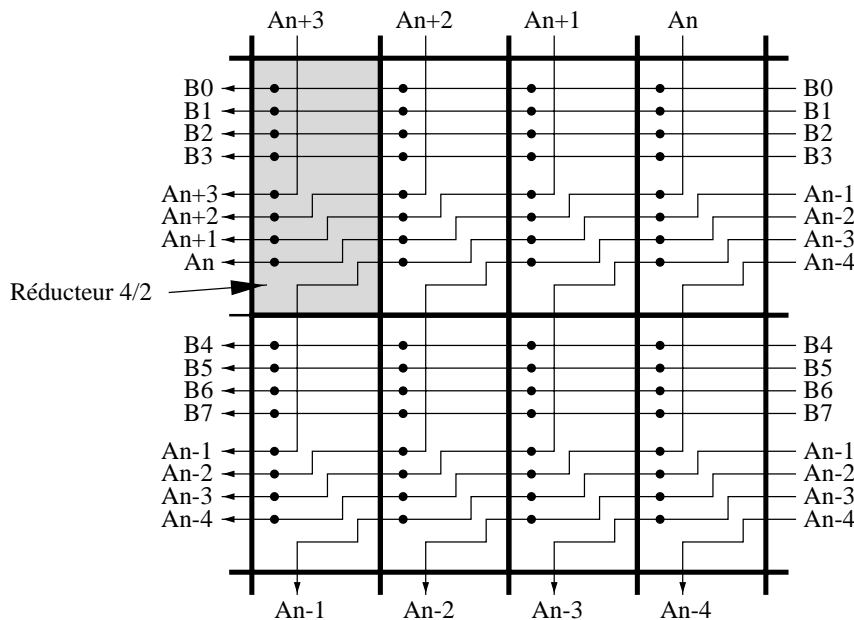 An+3 An+2 An+1 An
B0 B0
B1 B1
B2 B2
B3 B3
An+3 An-1
An+2 An-2
An+1 An-3
An An-4
Réducteur 4/2
B4 B4
B5 B5
B6 B6
B7 B7
An-1 An-1
An-2 An-2
An-3 An-3
An-4 An-4
An-1 An-2 An-3 An-4